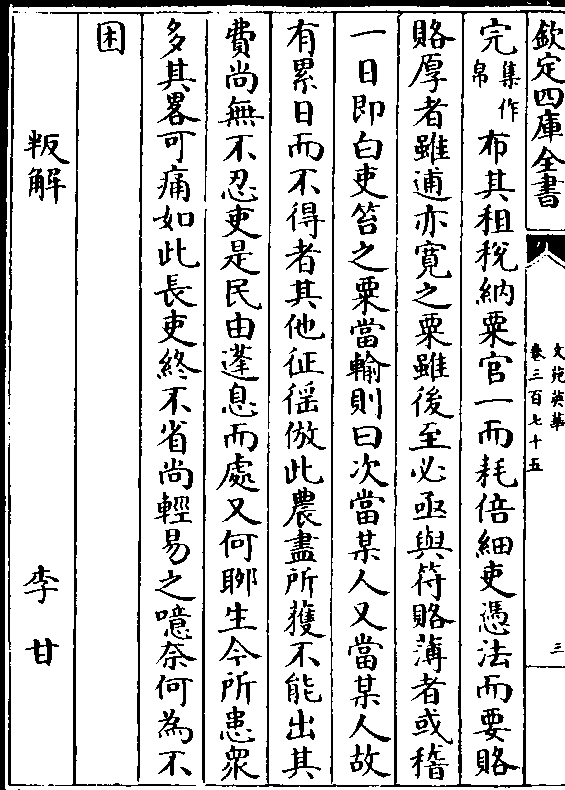 欽定四庫全書
文苑英華
卷三百七十五
三
完集作帛布其租稅納粟官一而耗倍細吏憑法而要賂
賂厚者雖逋亦寛之粟雖後至必亟與符賂薄者或稽
一日即白吏笞之粟當輸則曰次當某人又當某人故
有累日而不得者其他征徭倣此農盡所穫不能出其
費尚無不忍吏是民由蓬息而處又何聊生今所患衆
多其畧可痛如此長吏終不省尚輕易之噫奈何為不
困
叛解 李甘